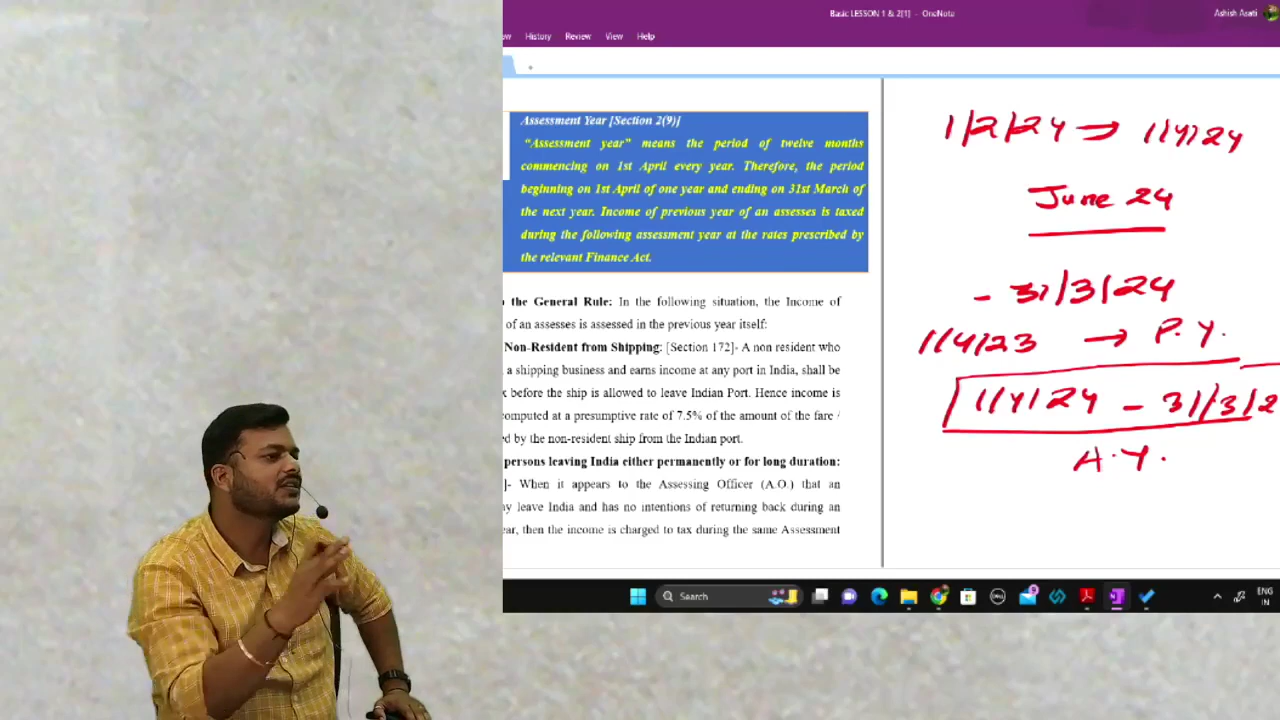 Basic LESSON 1 & 2[1] - OneNote
Ashish Asati
History Review View Help
Assessment Year [Section 2(9)]
“Assessment year” means the period of twelve months
commencing on 1st April every year. Therefore, the period
beginning on 1st April of one year and ending on 31st March of
the next year. Income of previous year of an assesses is taxed
during the following assessment year at the rates prescribed by
the relevant Finance Act.
the General Rule: In the following situation, the Income of
of an assesses is assessed in the previous year itself:
Non-Resident from Shipping: [Section 172]- A non resident who
a shipping business and earns income at any port in India, shall be
before the ship is allowed to leave Indian Port. Hence income is
computed at a presumptive rate of 7.5% of the amount of the fare /
by the non-resident ship from the Indian port.
persons leaving India either permanently or for long duration:
]- When it appears to the Assessing Officer (A.O.) that an
leave India and has no intentions of returning back during an
then the income is charged to tax during the same Assessment
1/2/24 → 1/4/24
June 24
- 31/3/24
1/4/23 → P.Y.
1/4/24 - 31/3/2
A.Y.
Search
ENG
IN